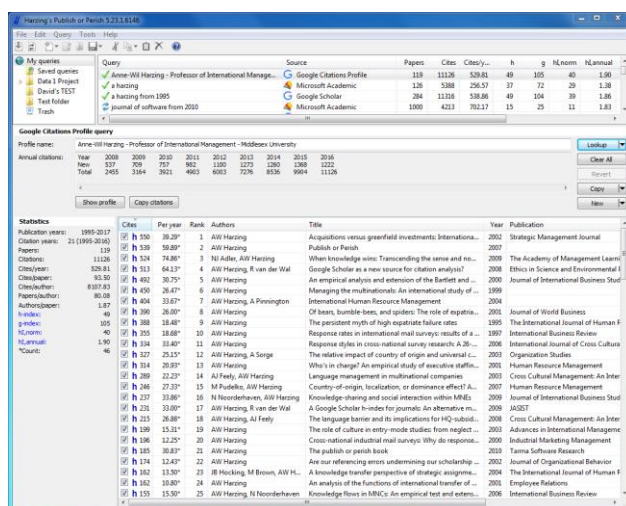 Harzing's Publish or Perish 5.23.1.6146
File Edit Query Tools Help
My queries
Saved queries
Data 1 Project
David's TEST
Test folder
Trash
Query Source Papers Cites Cites/y... h g hI,norm hI,annual
Anne-Wil Harzing - Professor of International Manage... Google Citations Profile 119 11126 529.81 49 105 40 1.90
a harzing Microsoft Academic 126 5388 256.57 37 72 29 1.38
a harzing from 1995 Google Scholar 284 11316 538.86 49 104 39 1.86
journal of software from 2010 Microsoft Academic 1000 4213 702.17 15 25 11 1.83
Google Citations Profile query
Profile name: Anne-Wil Harzing - Professor of International Management - Middlesex University Lookup
Annual citations: Year 2008 2009 2010 2011 2012 2013 2014 2015 2016 Clear All
New 537 709 757 982 1100 1273 1260 1368 1222 Revert
Total 2455 3164 3921 4903 6003 7276 8536 9904 11126
Copy
Show profile Copy citations New
Statistics
Publication years: 1995-2017
Citation years: 21 (1995-2016)
Papers: 119
Citations: 11126
Cites/year: 529.81
Cites/paper: 93.50
Cites/author: 8107.83
Papers/author: 80.08
Authors/paper: 1.87
h-index: 49
g-index: 105
hI,norm: 40
hI,annual: 1.90
*Count: 46
Cites Per year Rank Authors Title Year Publication
h 550 39.29* 1 AW Harzing Acquisitions versus greenfield investments: Internationa... 2002 Strategic Management Journal
h 539 59.89* 2 AW Harzing Publish or Perish 2007
h 524 74.86* 3 NJ Adler, AW Harzing When knowledge wins: Transcending the sense and no... 2009 The Academy of Management Learni
h 513 64.13* 4 AW Harzing, R van der Wal Google Scholar as a new source for citation analysis? 2008 Ethics in Science and Environmental P
h 492 30.75* 5 AW Harzing An empirical analysis and extension of the Bartlett and ... 2000 Journal of International Business Stud
h 450 26.47* 6 AW Harzing Managing the multinationals: An international study of ... 1999
h 404 33.67* 7 AW Harzing, A Pinnington International Human Resource Management 2004
h 390 26.00* 8 AW Harzing Of bears, bumble-bees, and spiders: The role of expatria... 2001 Journal of World Business
h 388 18.48* 9 AW Harzing The persistent myth of high expatriate failure rates 1995 The International Journal of Human R
h 355 18.68* 10 AW Harzing Response rates in international mail surveys: results of a ... 1997 International Business Review
h 334 33.40* 11 AW Harzing Response styles in cross-national survey research: A 26-... 2006 International Journal of Cross Cultura
h 327 25.15* 12 AW Harzing, A Sorge The relative impact of country of origin and universal c... 2003 Organization Studies
h 314 20.93* 13 AW Harzing Who's in charge? An empirical study of executive staffin... 2001 Human Resource Management
h 289 22.23* 14 AJ Feely, AW Harzing Language management in multinational companies 2003 Cross Cultural Management: An Inter
h 246 27.33* 15 M Pudelko, AW Harzing Country-of-origin, localization, or dominance effect? A... 2007 Human Resource Management
h 237 33.86* 16 N Noorderhaven, AW Harzing Knowledge-sharing and social interaction within MNEs 2009 Journal of International Business Stud
h 231 33.00* 17 AW Harzing, R van der Wal A Google Scholar h-index for journals: An alternative m... 2009 JASIST
h 215 26.88* 18 AW Harzing, AJ Feely The language barrier and its implications for HQ-subsid... 2008 Cross Cultural Management: An Inter
h 199 15.31* 19 AW Harzing The role of culture in entry-mode studies: from neglect ... 2003 Advances in International Manageme
h 196 12.25* 20 AW Harzing Cross-national industrial mail surveys: Why do response... 2000 Industrial Marketing Management
h 185 30.83* 21 AW Harzing The publish or perish book 2010 Tarma Software Research
h 174 12.43* 22 AW Harzing Are our referencing errors undermining our scholarship ... 2002 Journal of Organizational Behavior
h 162 13.50* 23 JB Hocking, M Brown, AW H... A knowledge transfer perspective of strategic assignme... 2004 The International Journal of Human R
h 162 10.80* 24 AW Harzing An analysis of the functions of international transfer of ... 2001 Employee Relations
h 155 15.50* 25 AW Harzing, N Noorderhaven Knowledge flows in MNCs: An empirical test and extens... 2006 International Business Review